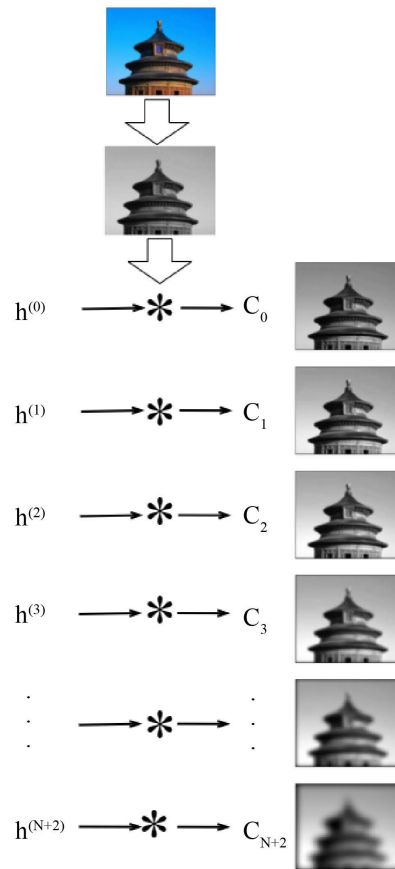 h(0) * C0
h(1) * C1
h(2) * C2
h(3) * C3
. * .
. .
. .
h(N+2) * CN+2